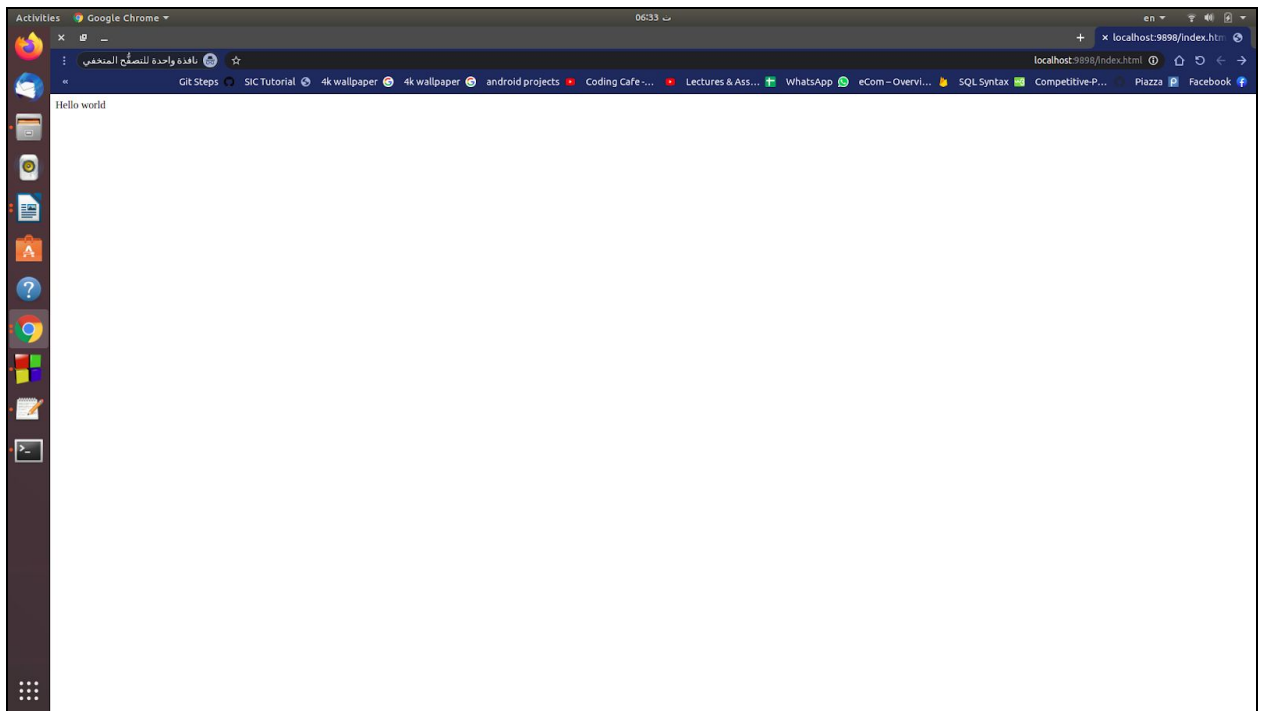 Activities Google Chrome ▾ 06:33 ت en ▾
× localhost:9898/index.htm
نافذة واحدة للتصفُّح المتخفي localhost:9898/index.html
« Git Steps SIC Tutorial 4k wallpaper 4k wallpaper android projects Coding Cafe -... Lectures & Ass... WhatsApp eCom – Overvi... SQL Syntax Competitive-P... Piazza Facebook
Hello world